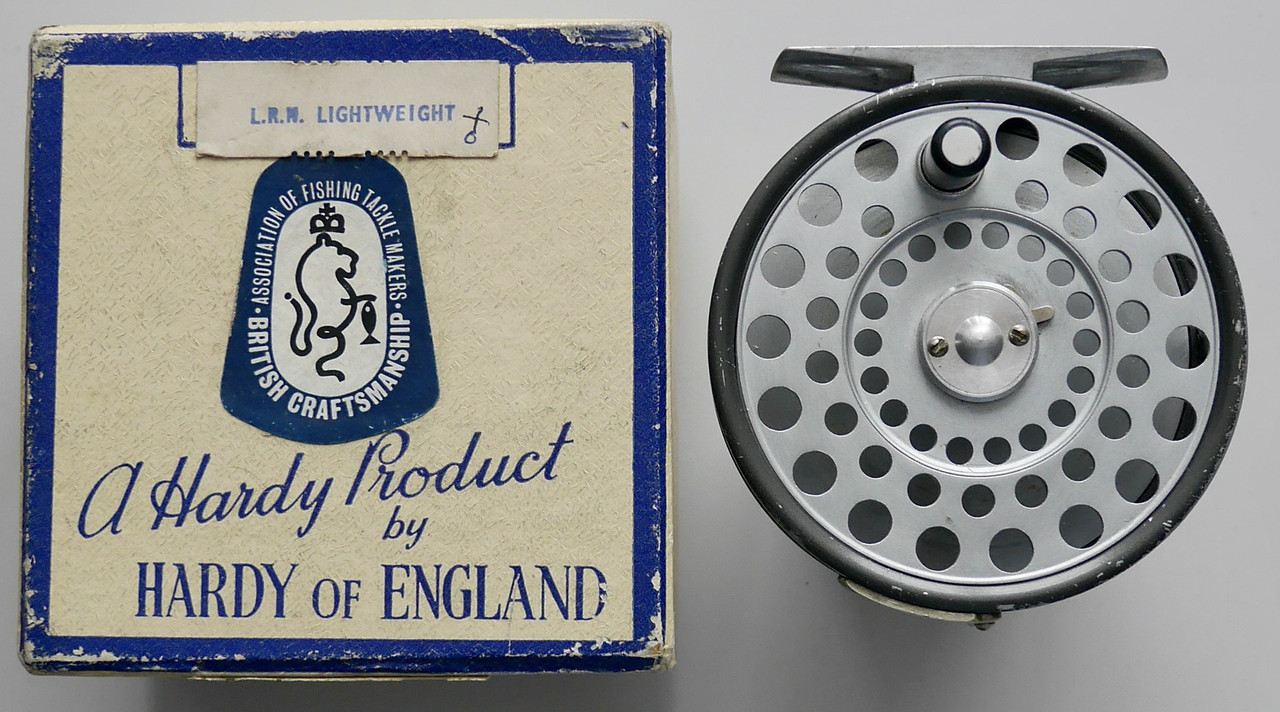 L.R.H. LIGHTWEIGHT
ASSOCIATION OF FISHING TACKLE MAKERS
• BRITISH CRAFTSMANSHIP •
A Hardy Product
by
HARDY OF ENGLAND